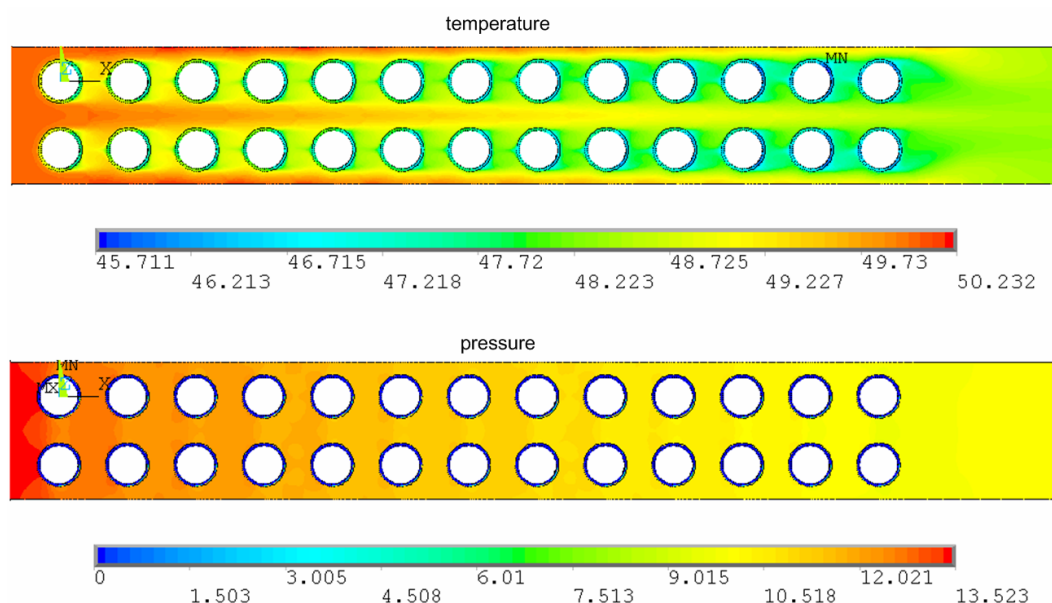 temperature
MN
Z
X
45.711 46.715 47.72 48.725 49.73
46.213 47.218 48.223 49.227 50.232
pressure
MN
MX Z X
0 3.005 6.01 9.015 12.021
1.503 4.508 7.513 10.518 13.523